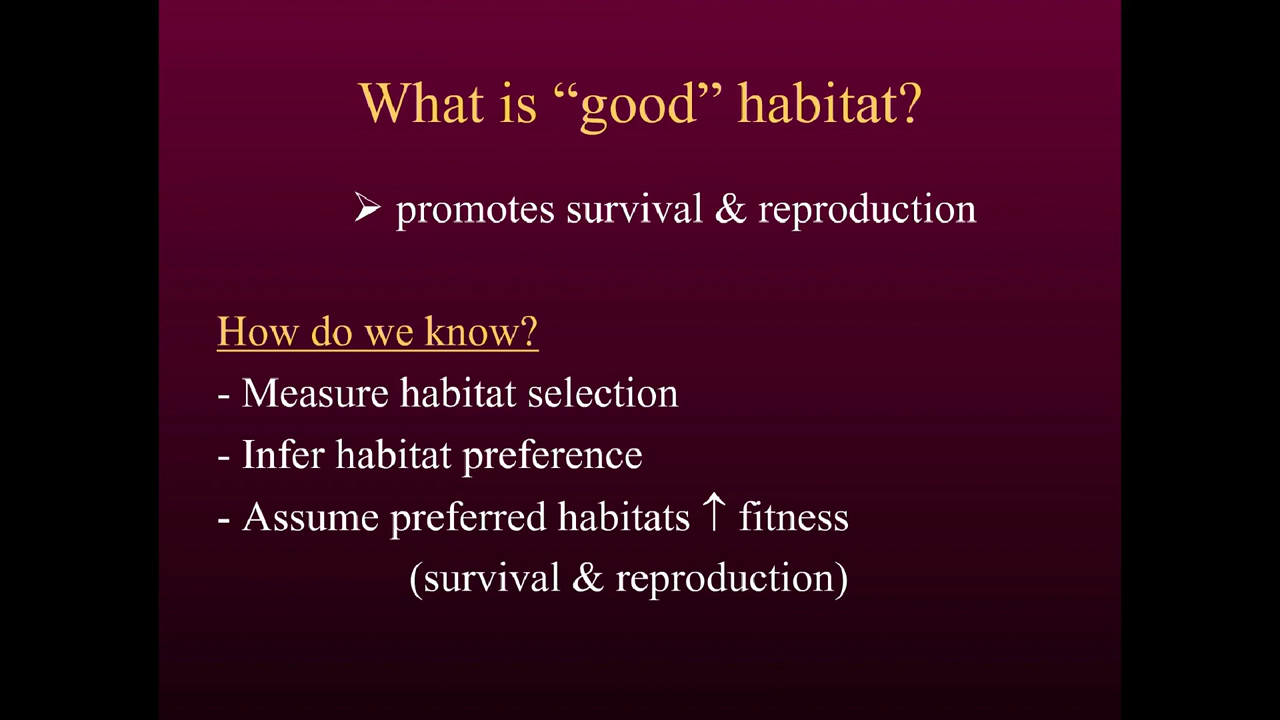 What is “good” habitat?
➢ promotes survival & reproduction
How do we know?
- Measure habitat selection
- Infer habitat preference
- Assume preferred habitats ↑ fitness
(survival & reproduction)